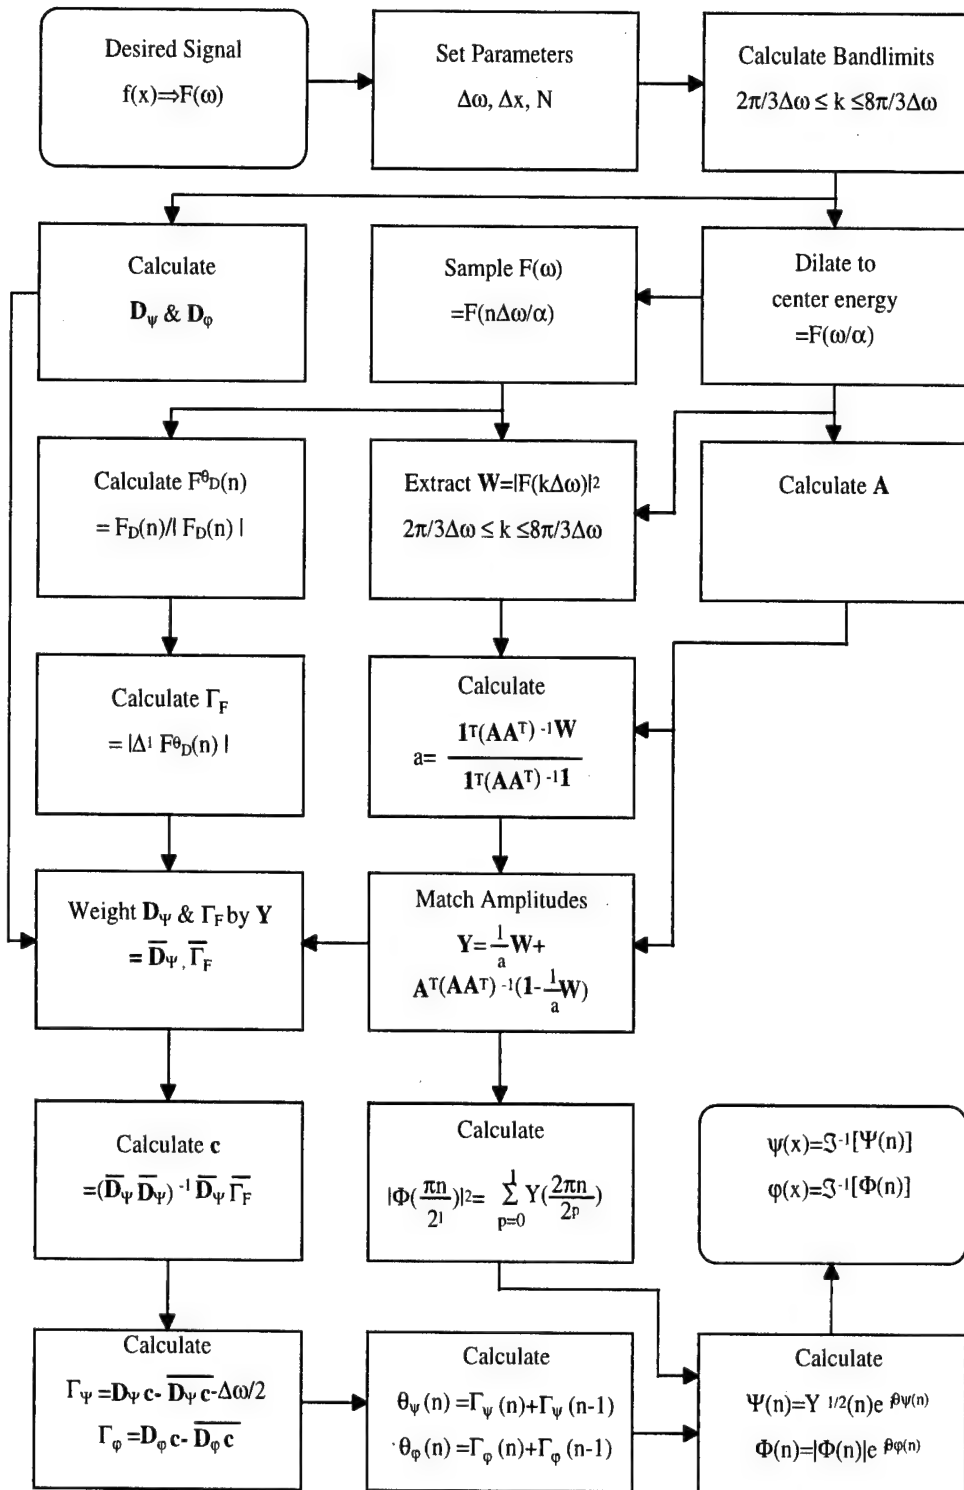 Desired Signal
f(x)⇒F(ω)
Set Parameters
Δω, Δx, N
Calculate Bandlimits
2π/3Δω ≤ k ≤8π/3Δω
Calculate
D_ψ & D_φ
Sample F(ω)
=F(nΔω/α)
Dilate to
center energy
=F(ω/α)
Calculate F^θ_D(n)
= F_D(n)/| F_D(n) |
Extract W=|F(kΔω)|²
2π/3Δω ≤ k ≤8π/3Δω
Calculate A
Calculate Γ_F
= |Δ¹ F^θ_D(n) |
Calculate
a= 1^T(AA^T)^-1 W / 1^T(AA^T)^-1 1
Weight D_Ψ & Γ_F by Y
= D̅_Ψ, Γ̅_F
Match Amplitudes
Y= 1/a W+
A^T(AA^T)^-1(1- 1/a W)
Calculate c
=(D̅_Ψ D̅_Ψ)^-1 D̅_Ψ Γ̅_F
Calculate
|Φ(πn/2^l)|²= Σ_{p=0}^{l} Y(2πn/2^p)
ψ(x)=ℑ^-1[Ψ(n)]
φ(x)=ℑ^-1[Φ(n)]
Calculate
Γ_Ψ =D_Ψ c- \overline{D_Ψ c}-Δω/2
Γ_φ =D_φ c- \overline{D_φ c}
Calculate
θ_ψ(n) =Γ_ψ(n)+Γ_ψ(n-1)
θ_φ(n) =Γ_φ(n)+Γ_φ(n-1)
Calculate
Ψ(n)=Y^1/2(n)e^jθψ(n)
Φ(n)=|Φ(n)|e^jθφ(n)